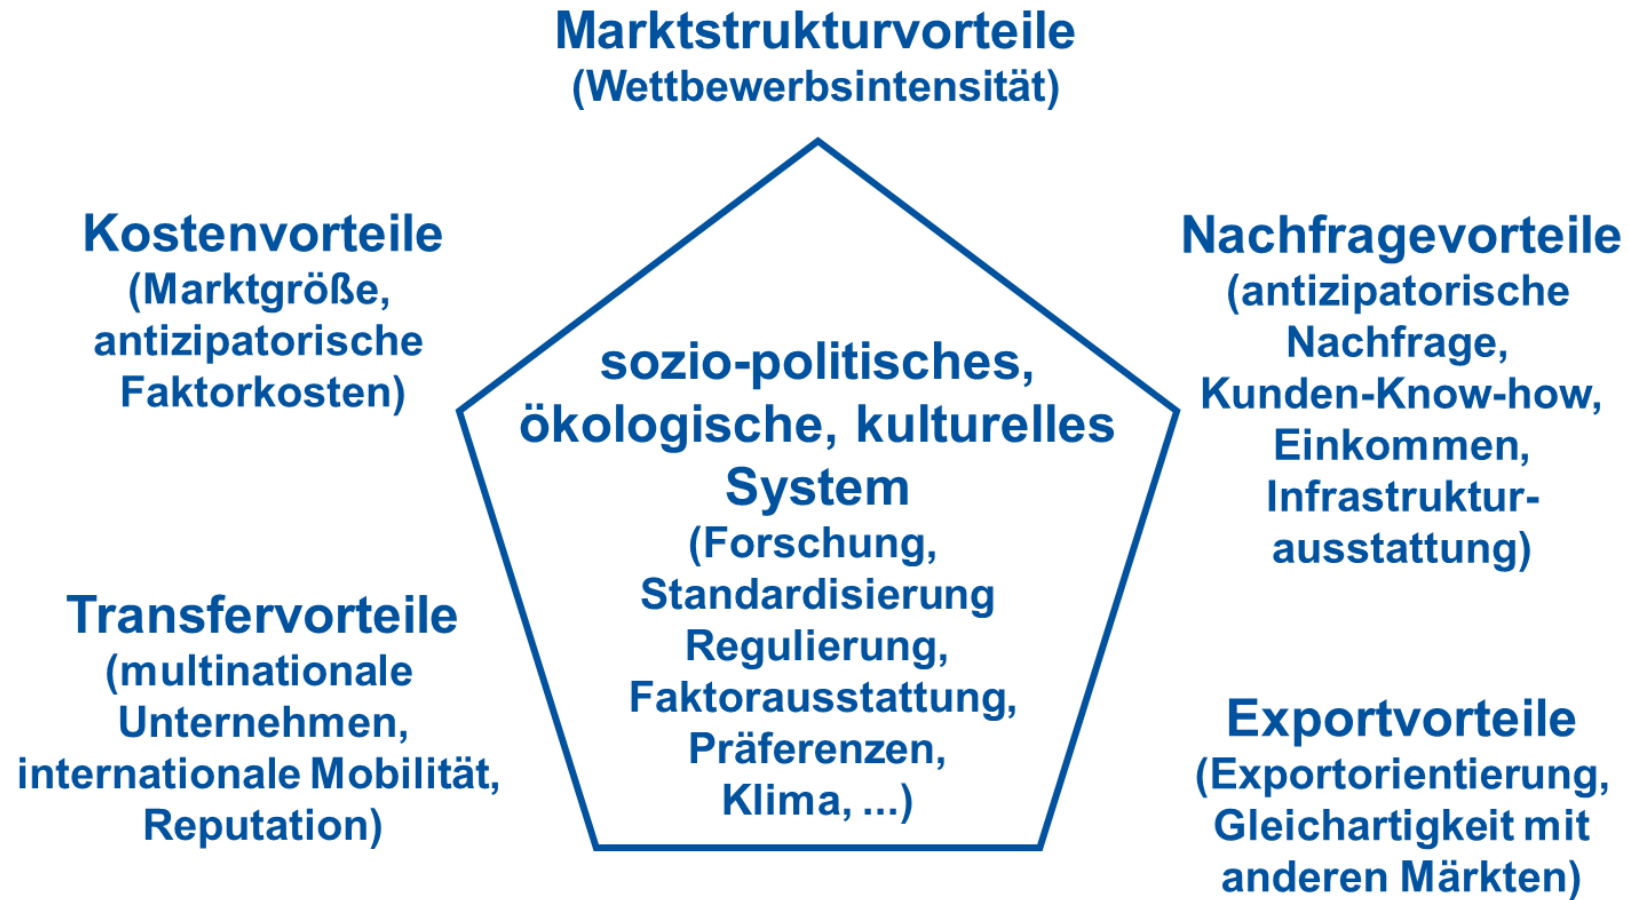 Marktstrukturvorteile
(Wettbewerbsintensität)
Kostenvorteile
(Marktgröße,
antizipatorische
Faktorkosten)
Nachfragevorteile
(antizipatorische
Nachfrage,
Kunden-Know-how,
Einkommen,
Infrastruktur-
ausstattung)
sozio-politisches,
ökologische, kulturelles
System
(Forschung,
Standardisierung
Regulierung,
Faktorausstattung,
Präferenzen,
Klima, ...)
Transfervorteile
(multinationale
Unternehmen,
internationale Mobilität,
Reputation)
Exportvorteile
(Exportorientierung,
Gleichartigkeit mit
anderen Märkten)